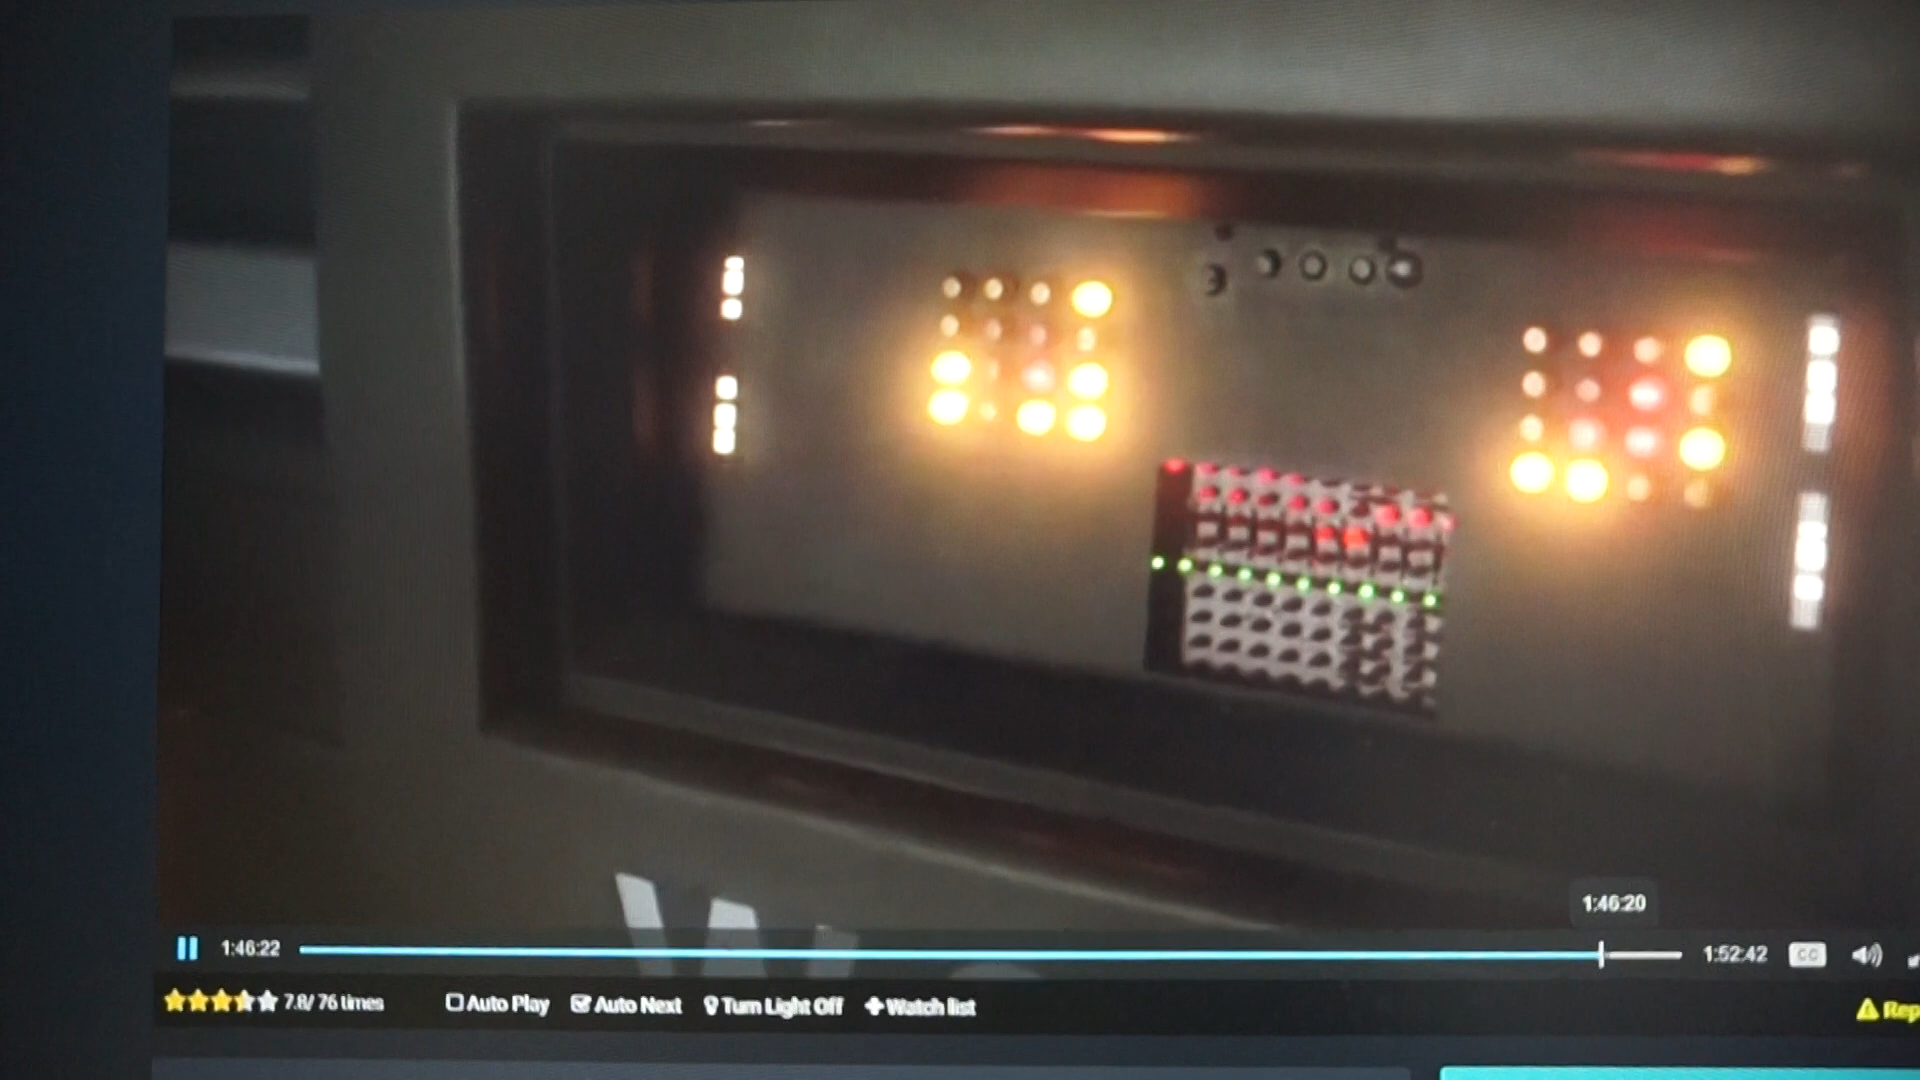 1:46:20
1:46:22
1:52:42
CC
7.8/ 76 times
Auto Play
Auto Next
Turn Light Off
Watch list